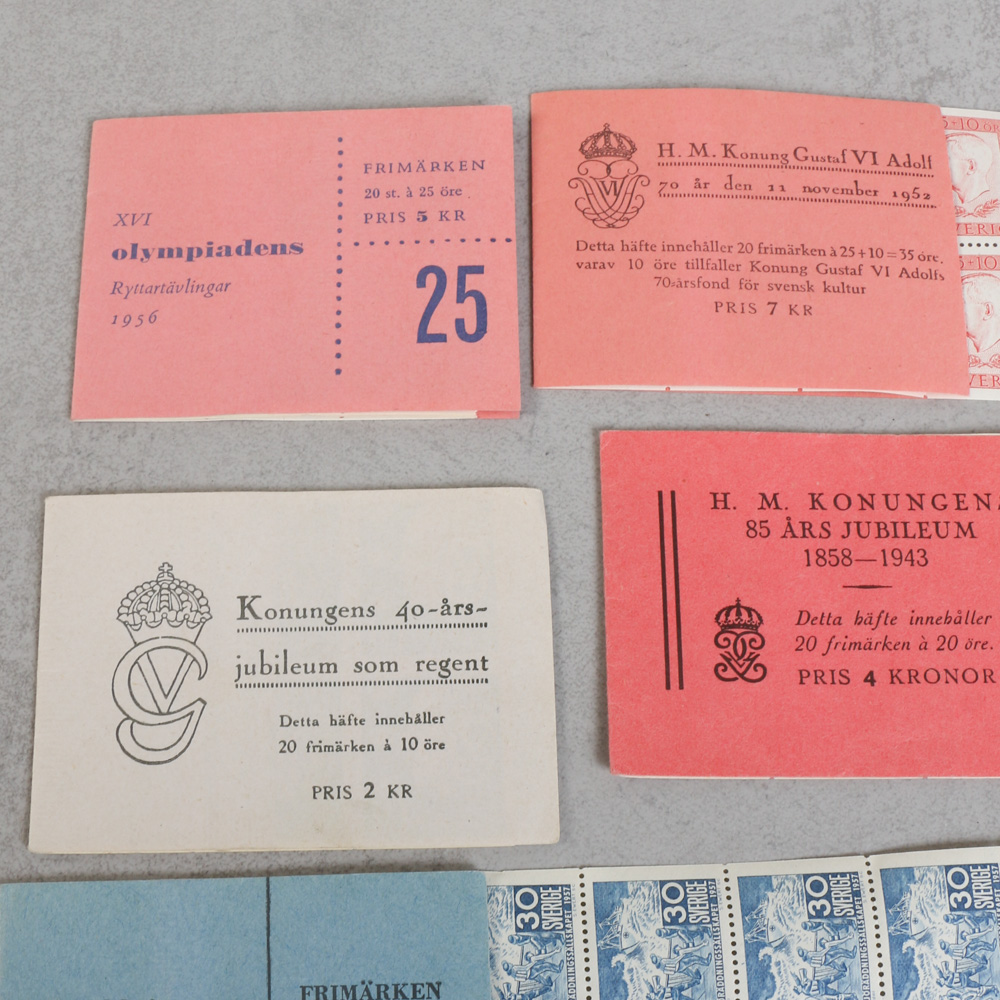 XVI
olympiadens
Ryttartävlingar
1956
FRIMÄRKEN
20 st. à 25 öre
PRIS 5 KR
25
H. M. Konung Gustaf VI Adolf
70 år den 11 november 1952
Detta häfte innehåller 20 frimärken à 25+10=35 öre,
varav 10 öre tillfaller Konung Gustaf VI Adolfs
70-årsfond för svensk kultur
PRIS 7 KR
Konungens 40-års-
jubileum som regent
Detta häfte innehåller
20 frimärken à 10 öre
PRIS 2 KR
H. M. KONUNGENS
85 ÅRS JUBILEUM
1858—1943
Detta häfte innehåller
20 frimärken à 20 öre.
PRIS 4 KRONOR
FRIMÄRKEN
30 SVERIGE
1957
30 SVERIGE
1957
30 SVERIGE
1957
30 SVERIGE
1957